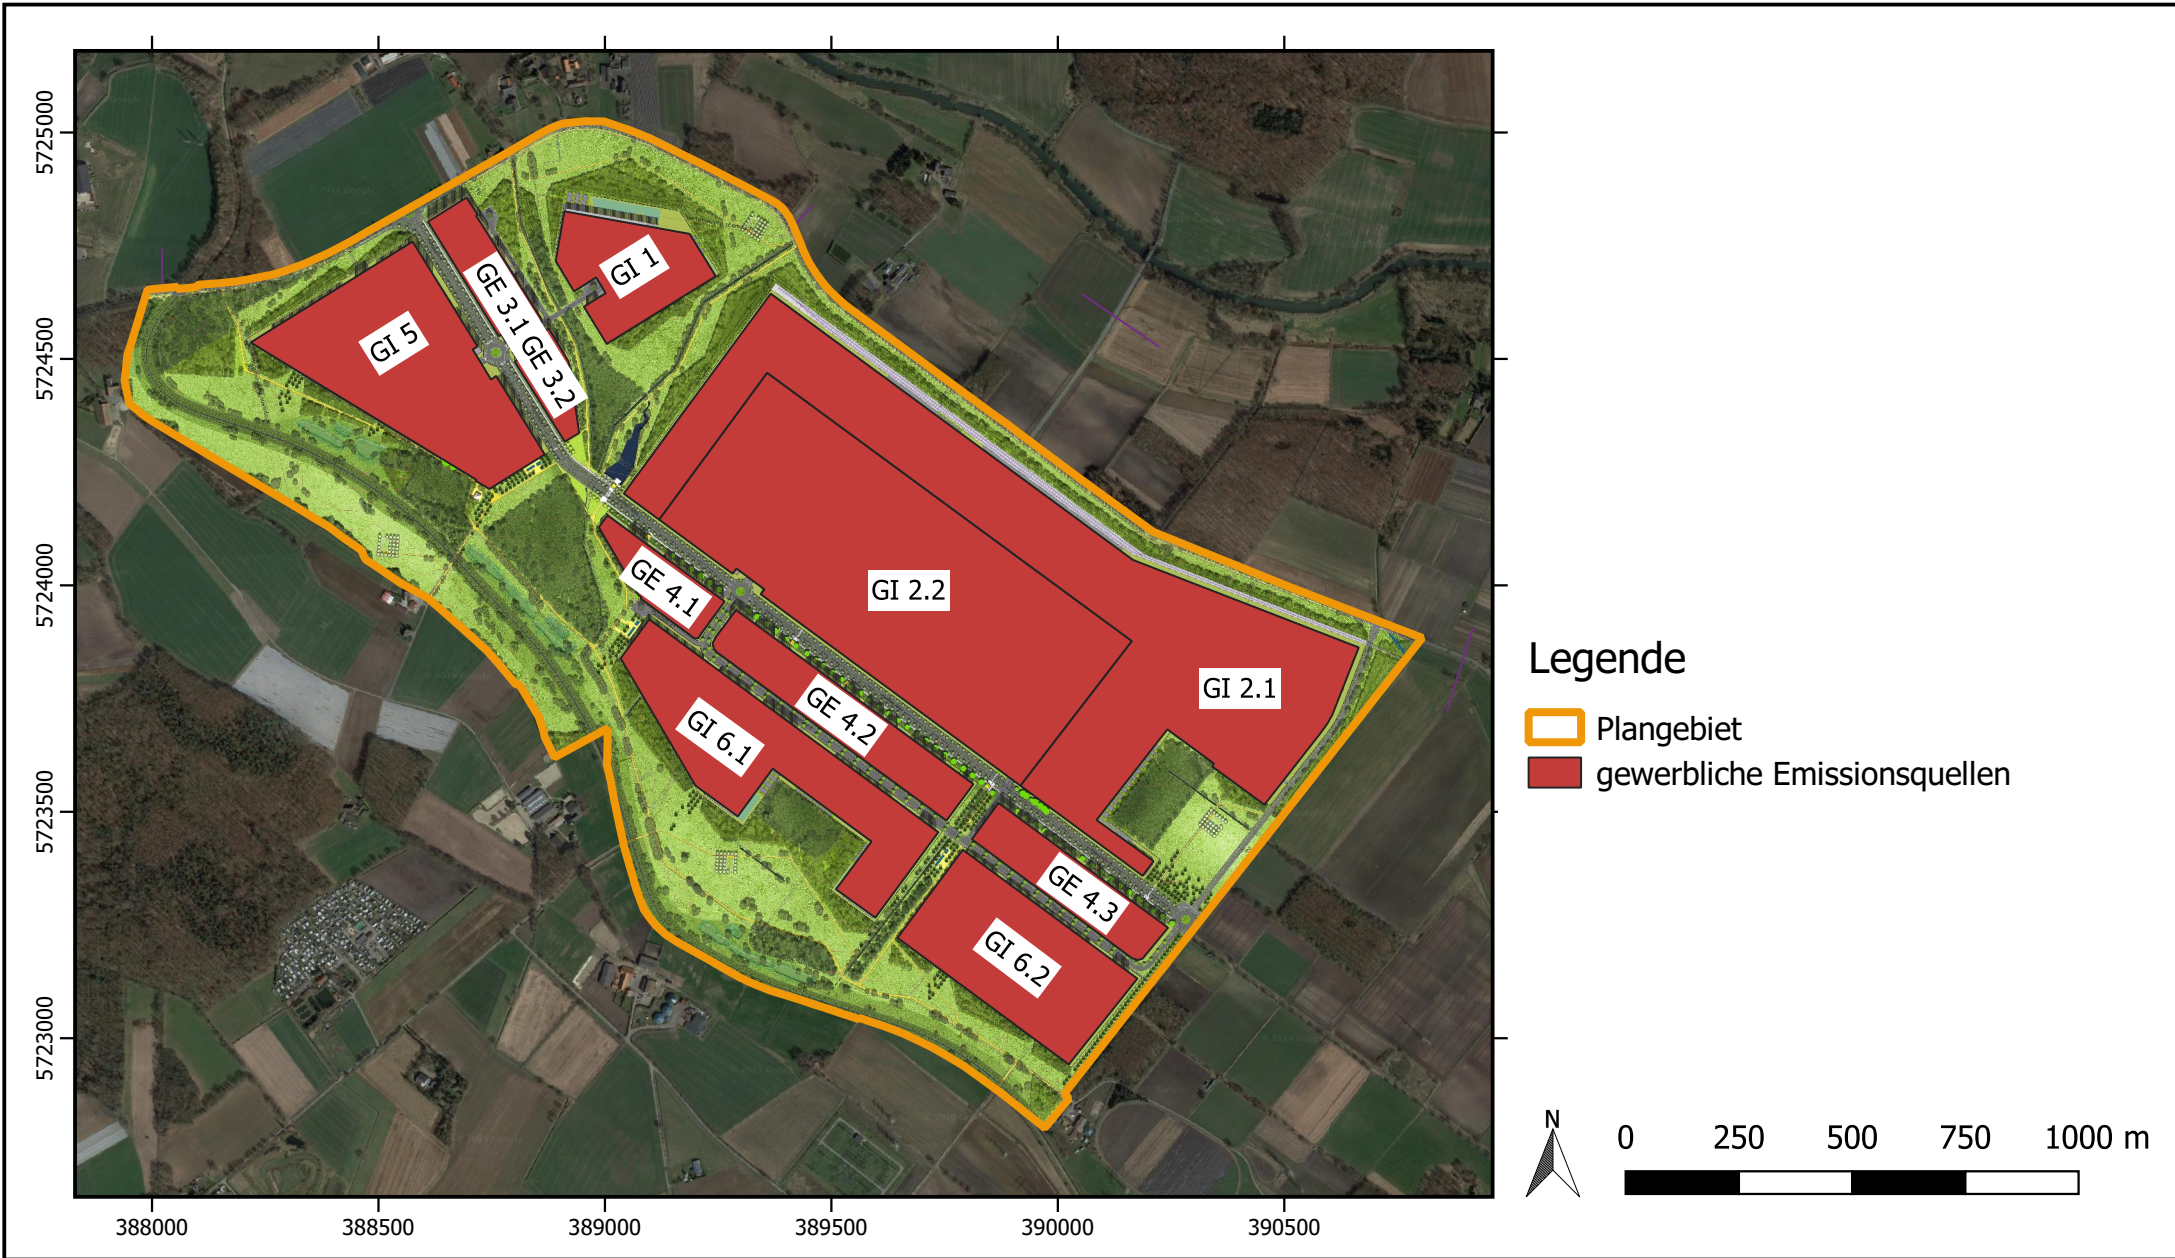 5725000
5724500
5724000
5723500
5723000
388000
388500
389000
389500
390000
390500
GI 1
GE 3.1
GE 3.2
GI 5
GI 2.2
GE 4.1
GI 2.1
GE 4.2
GI 6.1
GE 4.3
GI 6.2
Legende
Plangebiet
gewerbliche Emissionsquellen
N
0 250 500 750 1000 m